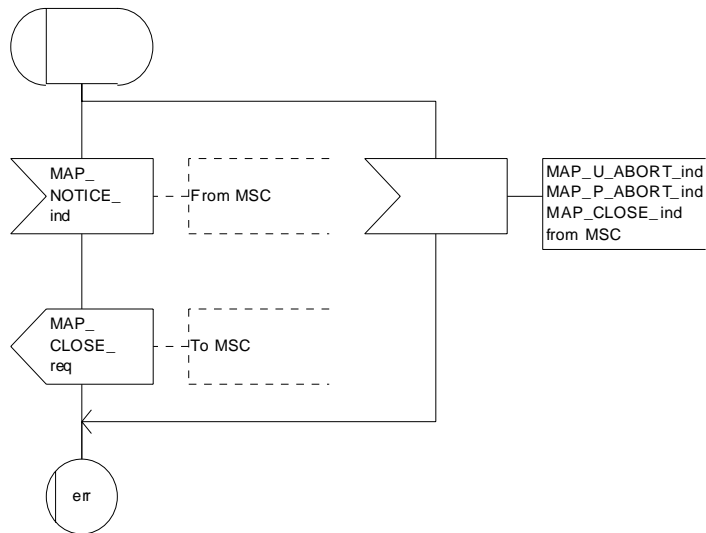 MAP_
NOTICE_
ind
From MSC
MAP_U_ABORT_ind
MAP_P_ABORT_ind
MAP_CLOSE_ind
from MSC
MAP_
CLOSE_
req
To MSC
err